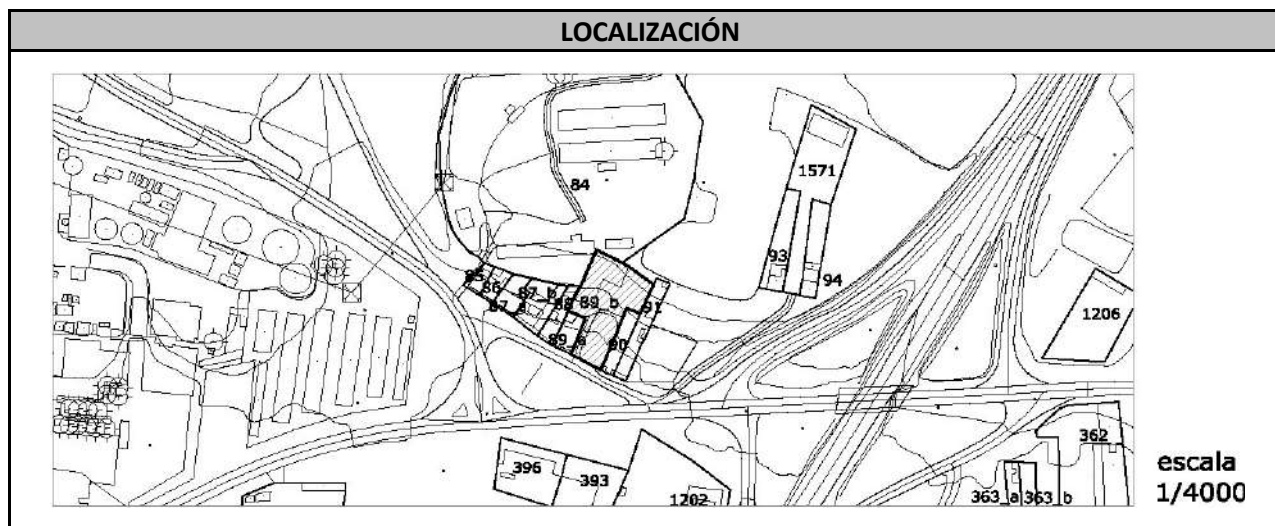 LOCALIZACIÓN
1571
84
93
94
85
86
87_b
87_a
88
89_b
91
1206
89_a
90
362
396
393
1202
363_a
363_b
escala
1/4000